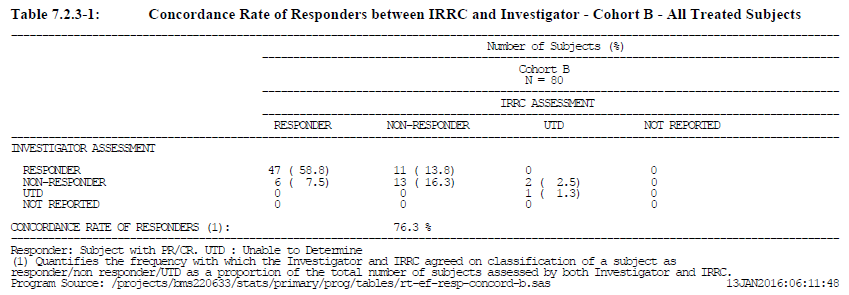 Table 7.2.3-1: Concordance Rate of Responders between IRRC and Investigator - Cohort B - All Treated Subjects
Number of Subjects (%)
Cohort B
N = 80
IRRC ASSESSMENT
RESPONDER NON-RESPONDER UTD NOT REPORTED
INVESTIGATOR ASSESSMENT
RESPONDER 47 ( 58.8) 11 ( 13.8) 0 0
NON-RESPONDER 6 ( 7.5) 13 ( 16.3) 2 ( 2.5) 0
UTD 0 0 1 ( 1.3) 0
NOT REPORTED 0 0 0 0
CONCORDANCE RATE OF RESPONDERS (1): 76.3 %
Responder: Subject with PR/CR. UTD : Unable to Determine
(1) Quantifies the frequency with which the Investigator and IRRC agreed on classification of a subject as
responder/non responder/UTD as a proportion of the total number of subjects assessed by both Investigator and IRRC.
Program Source: /projects/bms220633/stats/primary/prog/tables/rt-ef-resp-concord-b.sas 13JAN2016:06:11:48